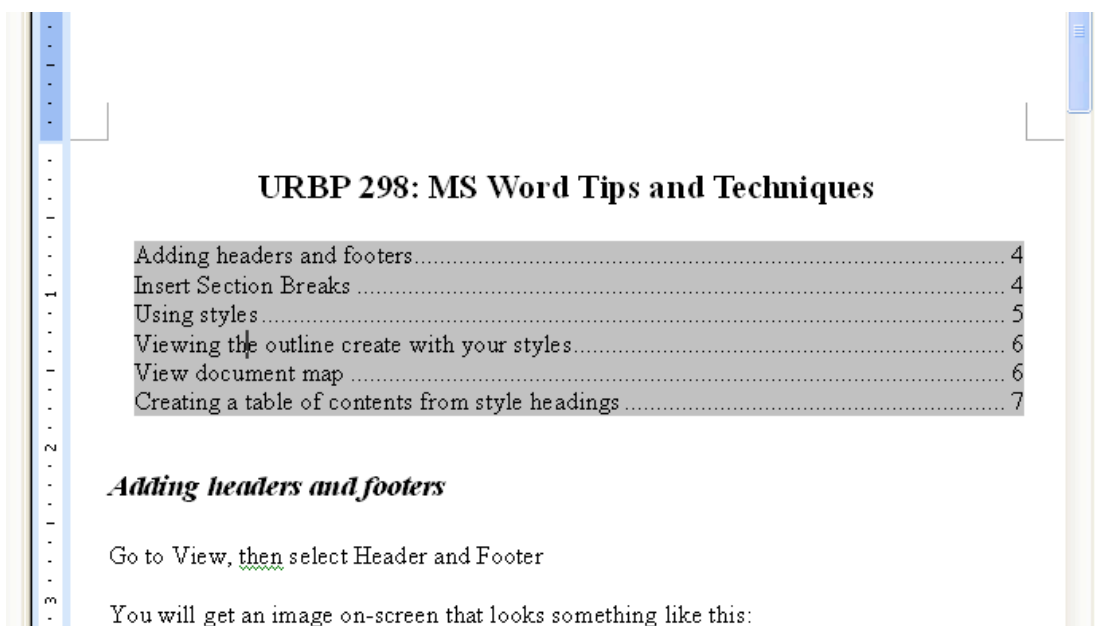 URBP 298: MS Word Tips and Techniques
Adding headers and footers.......... 4
Insert Section Breaks .......... 4
Using styles.......... 5
Viewing the outline create with your styles.......... 6
View document map .......... 6
Creating a table of contents from style headings .......... 7
Adding headers and footers
Go to View, then select Header and Footer
You will get an image on-screen that looks something like this:
1
2
3